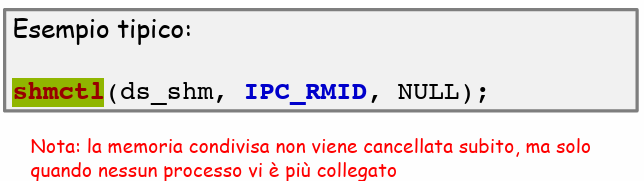 Esempio tipico:
shmctl(ds_shm, IPC_RMID, NULL);
Nota: la memoria condivisa non viene cancellata subito, ma solo
quando nessun processo vi è più collegato